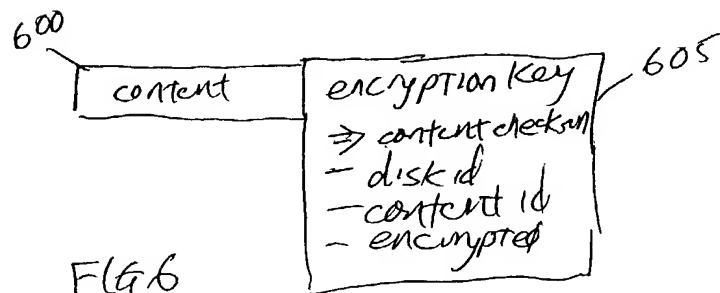 600
605
content
encryption key
⇒ content checksum
- disk id
- content id
- encrypted
FIG 6